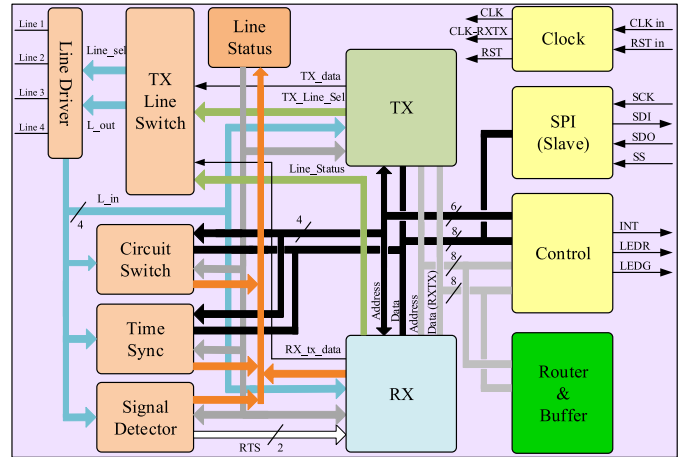 Line 1
Line 2
Line 3
Line 4
Line Driver
Line_sel
L_out
TX
Line
Switch
Line
Status
TX_data
TX_Line_Sel
Line_Status
TX
CLK
CLK-RXTX
RST
Clock
CLK in
RST in
SPI
(Slave)
SCK
SDI
SDO
SS
L_in
4
4
6
8
8
8
Control
INT
LEDR
LEDG
Circuit
Switch
Time
Sync
Signal
Detector
Address
Data
Address
Data (RXTX)
RX_tx_data
RX
RTS
2
Router
&
Buffer